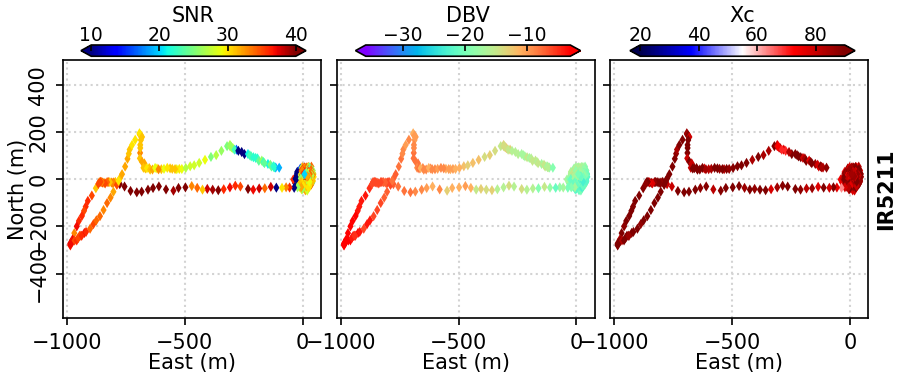 SNR DBV Xc
10 20 30 40 −30 −20 −10 20 40 60 80
North (m)
400
200
0
−200
−400
−1000 −500 0 −1000 −500 0 −1000 −500 0
East (m) East (m) East (m)
IR5211